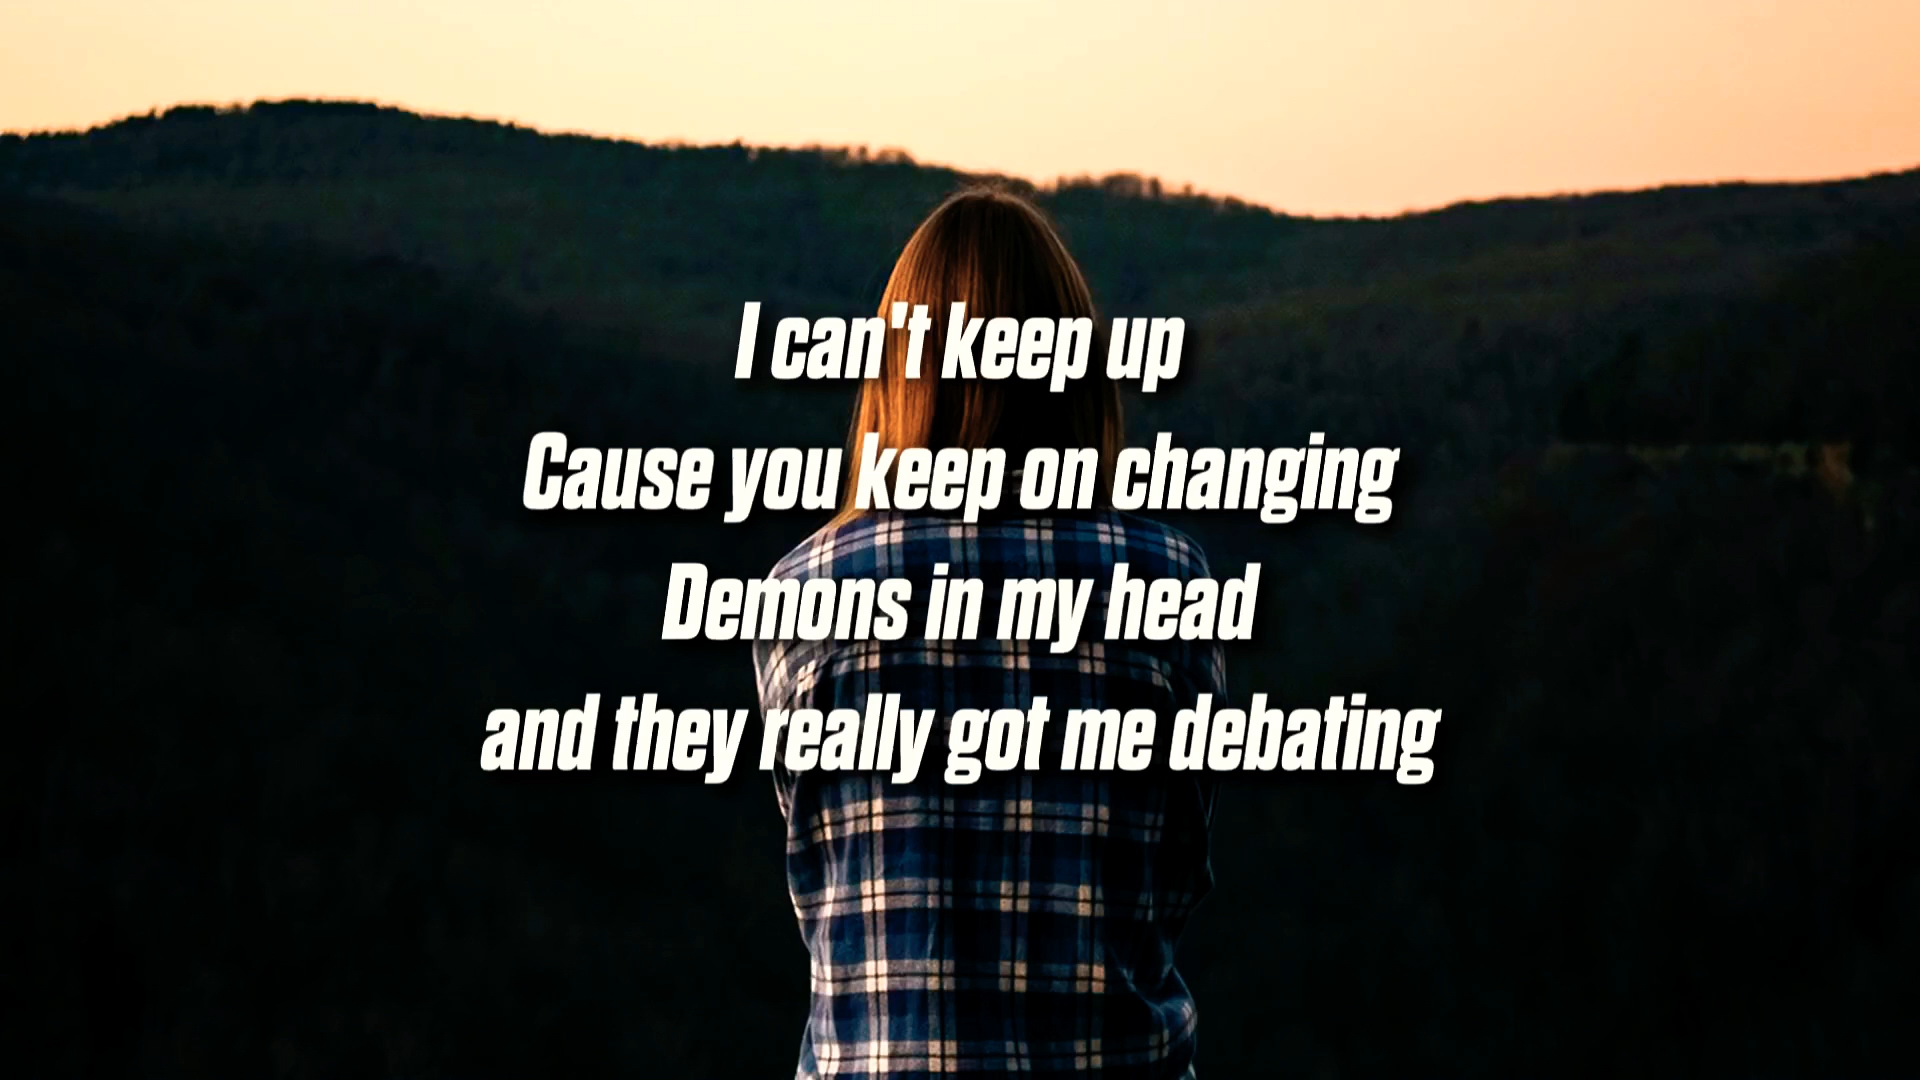 I can't keep up
Cause you keep on changing
Demons in my head
and they really got me debating